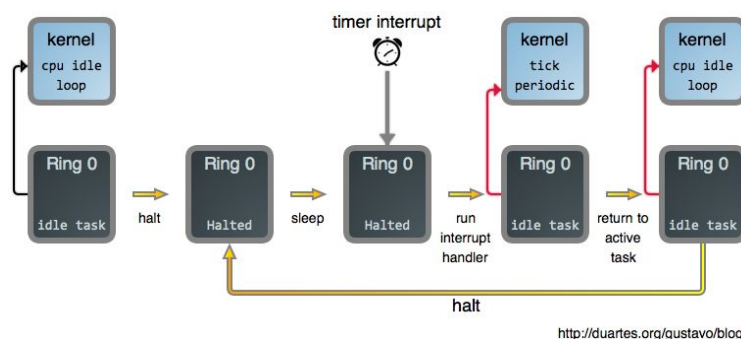 timer interrupt
kernel
cpu idle
loop
kernel
tick
periodic
kernel
cpu idle
loop
Ring 0
idle task
halt
Ring 0
Halted
sleep
Ring 0
Halted
run
interrupt
handler
Ring 0
idle task
return to
active
task
Ring 0
idle task
halt
http://duartes.org/gustavo/blog